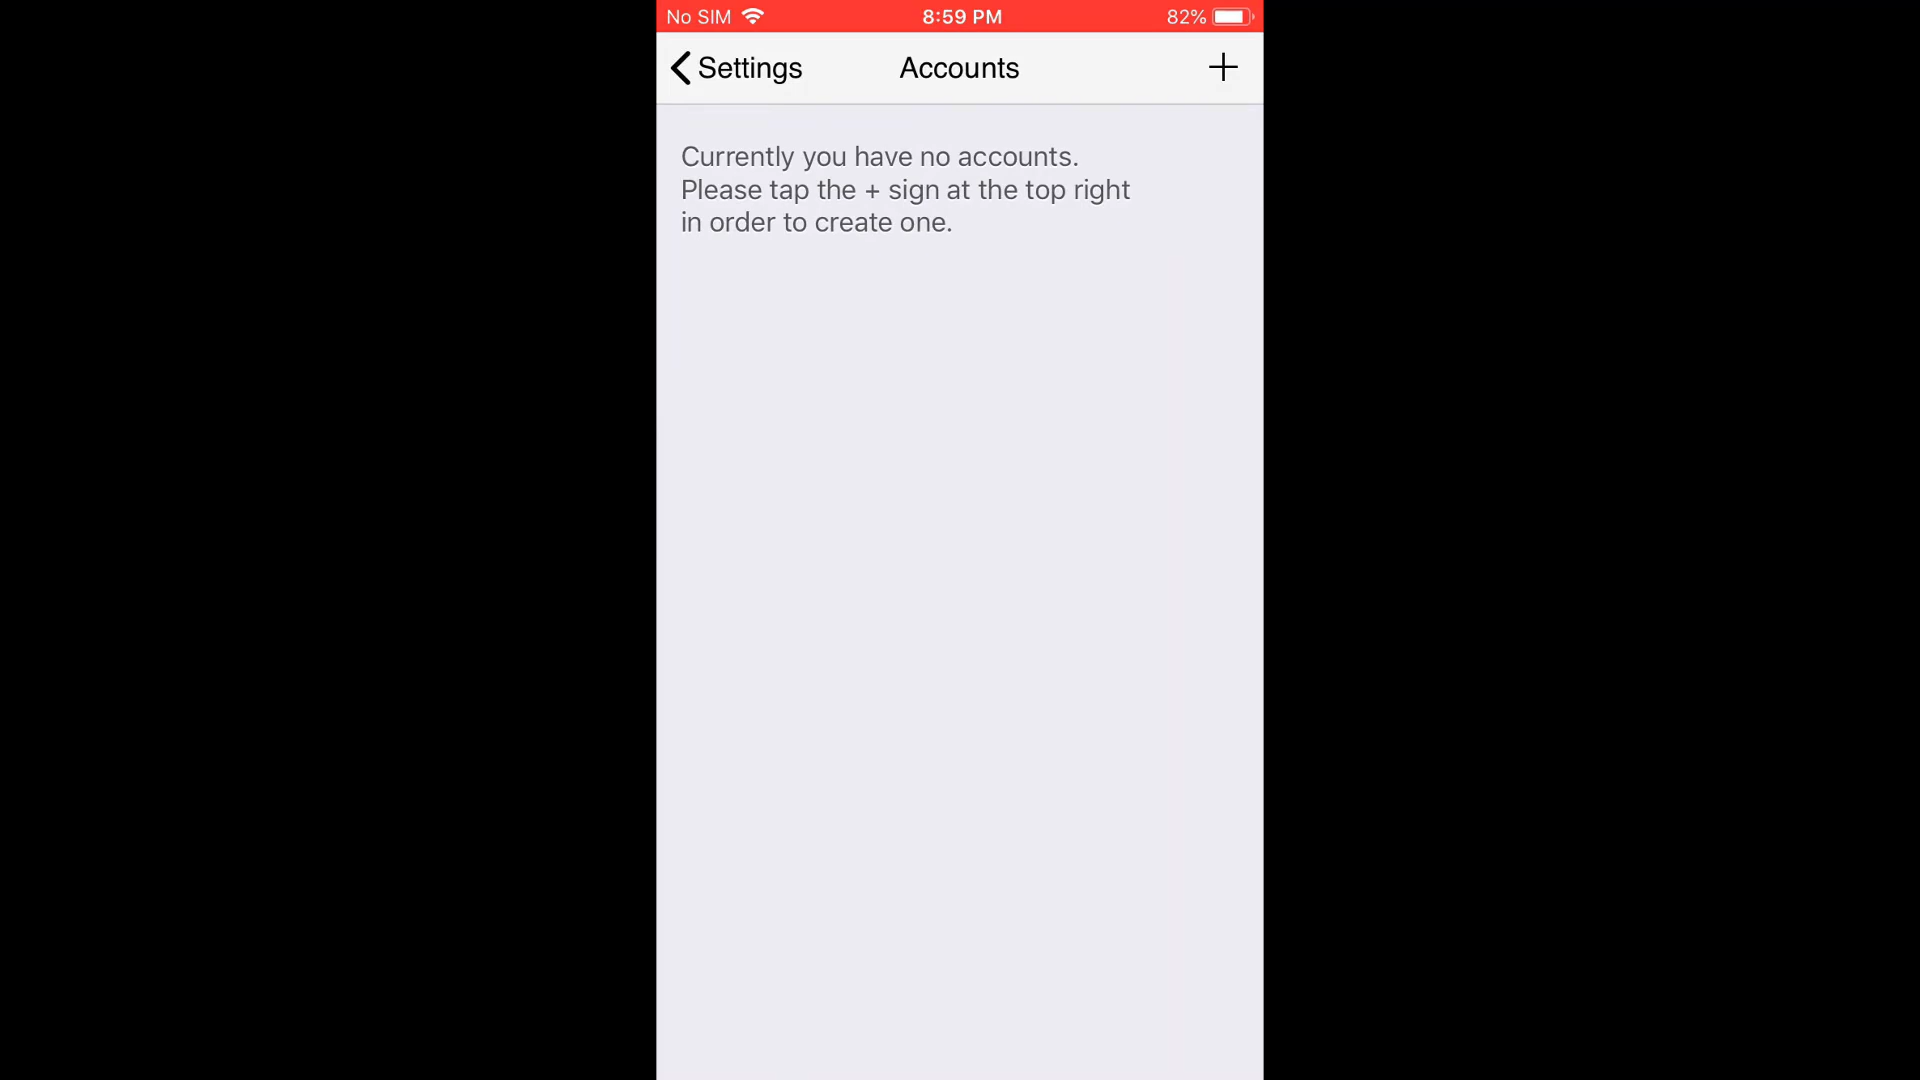 No SIM 8:59 PM 82%
Settings Accounts +
Currently you have no accounts.
Please tap the + sign at the top right
in order to create one.